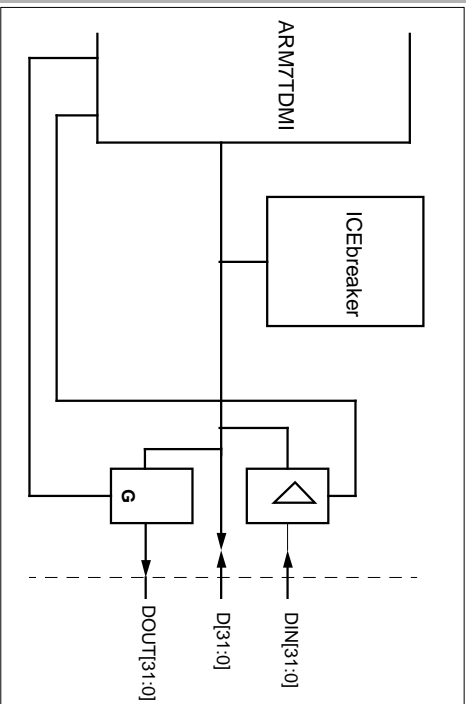 ARM7TDMI
ICEbreaker
G
DIN[31:0]
D[31:0]
DOUT[31:0]